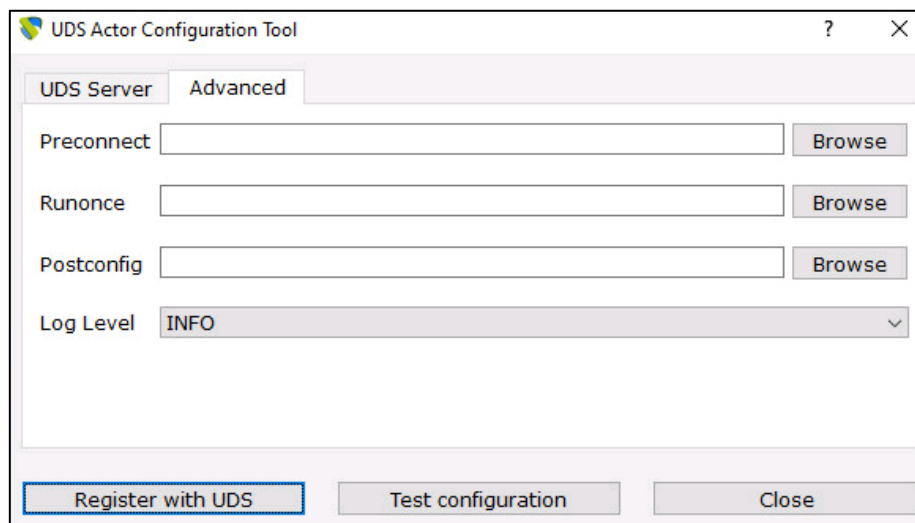 UDS Actor Configuration Tool ?
UDS Server Advanced
Preconnect Browse
Runonce Browse
Postconfig Browse
Log Level INFO
Register with UDS Test configuration Close